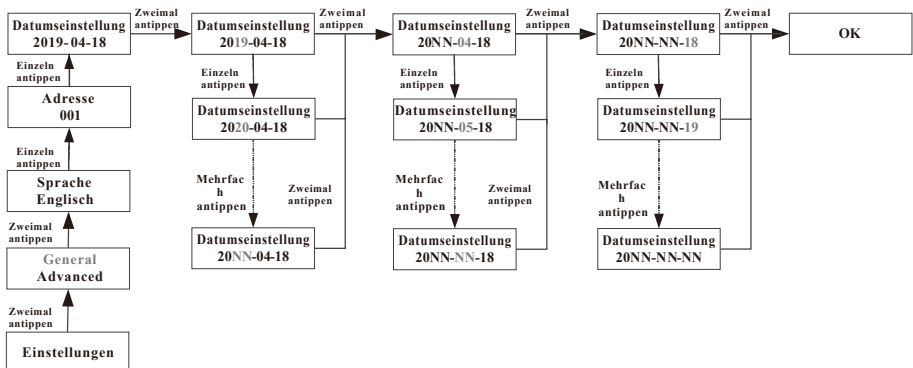 Datumseinstellung
2019-04-18
Zweimal
antippen
Datumseinstellung
2019-04-18
Zweimal
antippen
Datumseinstellung
20NN-04-18
Zweimal
antippen
Datumseinstellung
20NN-NN-18
Zweimal
antippen
OK
Einzeln
antippen
Adresse
001
Einzeln
antippen
Sprache
Englisch
Zweimal
antippen
General
Advanced
Zweimal
antippen
Einstellungen
Einzeln
antippen
Datumseinstellung
2020-04-18
Mehrfac
h
antippen
Zweimal
antippen
Datumseinstellung
20NN-04-18
Einzeln
antippen
Datumseinstellung
20NN-05-18
Mehrfac
h
antippen
Zweimal
antippen
Datumseinstellung
20NN-NN-18
Einzeln
antippen
Datumseinstellung
20NN-NN-19
Mehrfac
h
antippen
Datumseinstellung
20NN-NN-NN